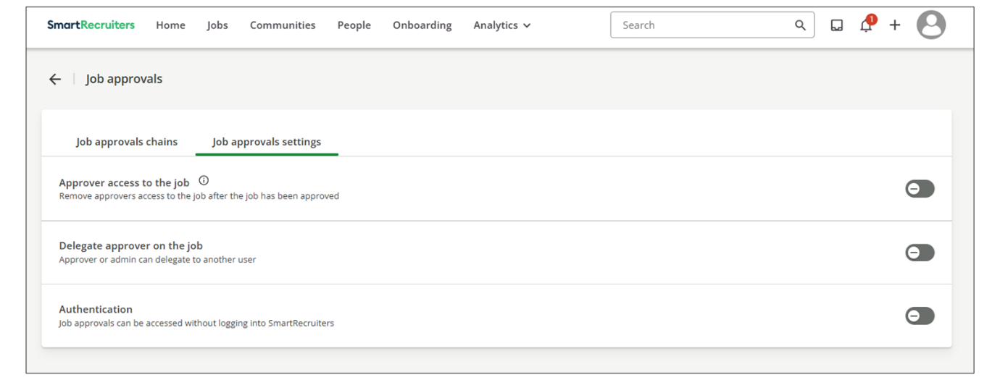 SmartRecruiters Home Jobs Communities People Onboarding Analytics Search 1
Job approvals
Job approvals chains Job approvals settings
Approver access to the job
Remove approvers access to the job after the job has been approved
Delegate approver on the job
Approver or admin can delegate to another user
Authentication
Job approvals can be accessed without logging into SmartRecruiters